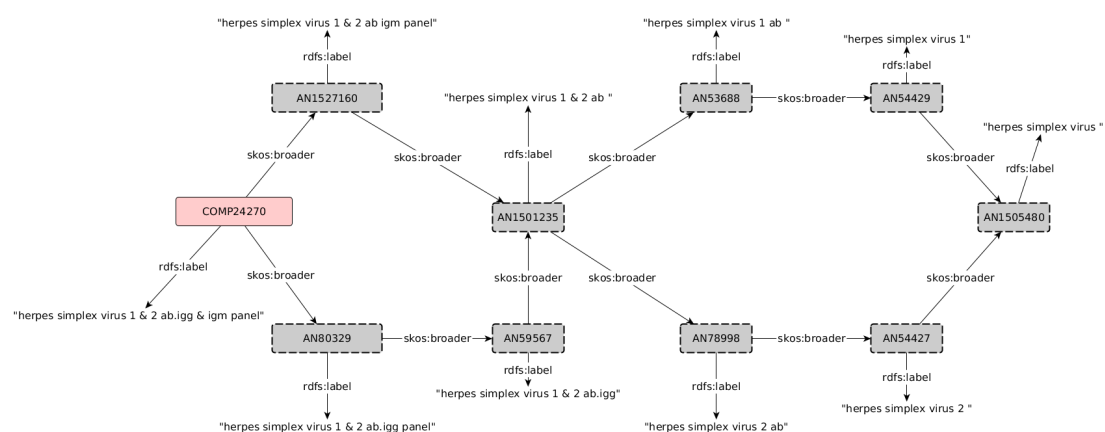 "herpes simplex virus 1 & 2 ab igm panel"
"herpes simplex virus 1 ab "
"herpes simplex virus 1"
rdfs:label
rdfs:label
rdfs:label
AN1527160
"herpes simplex virus 1 & 2 ab "
AN53688
skos:broader
AN54429
"herpes simplex virus "
skos:broader
skos:broader
rdfs:label
skos:broader
skos:broader
rdfs:label
COMP24270
AN1501235
AN1505480
rdfs:label
skos:broader
skos:broader
skos:broader
skos:broader
"herpes simplex virus 1 & 2 ab.igg & igm panel"
AN80329
skos:broader
AN59567
AN78998
skos:broader
AN54427
rdfs:label
rdfs:label
rdfs:label
rdfs:label
"herpes simplex virus 1 & 2 ab.igg"
"herpes simplex virus 2 "
"herpes simplex virus 1 & 2 ab.igg panel"
"herpes simplex virus 2 ab"